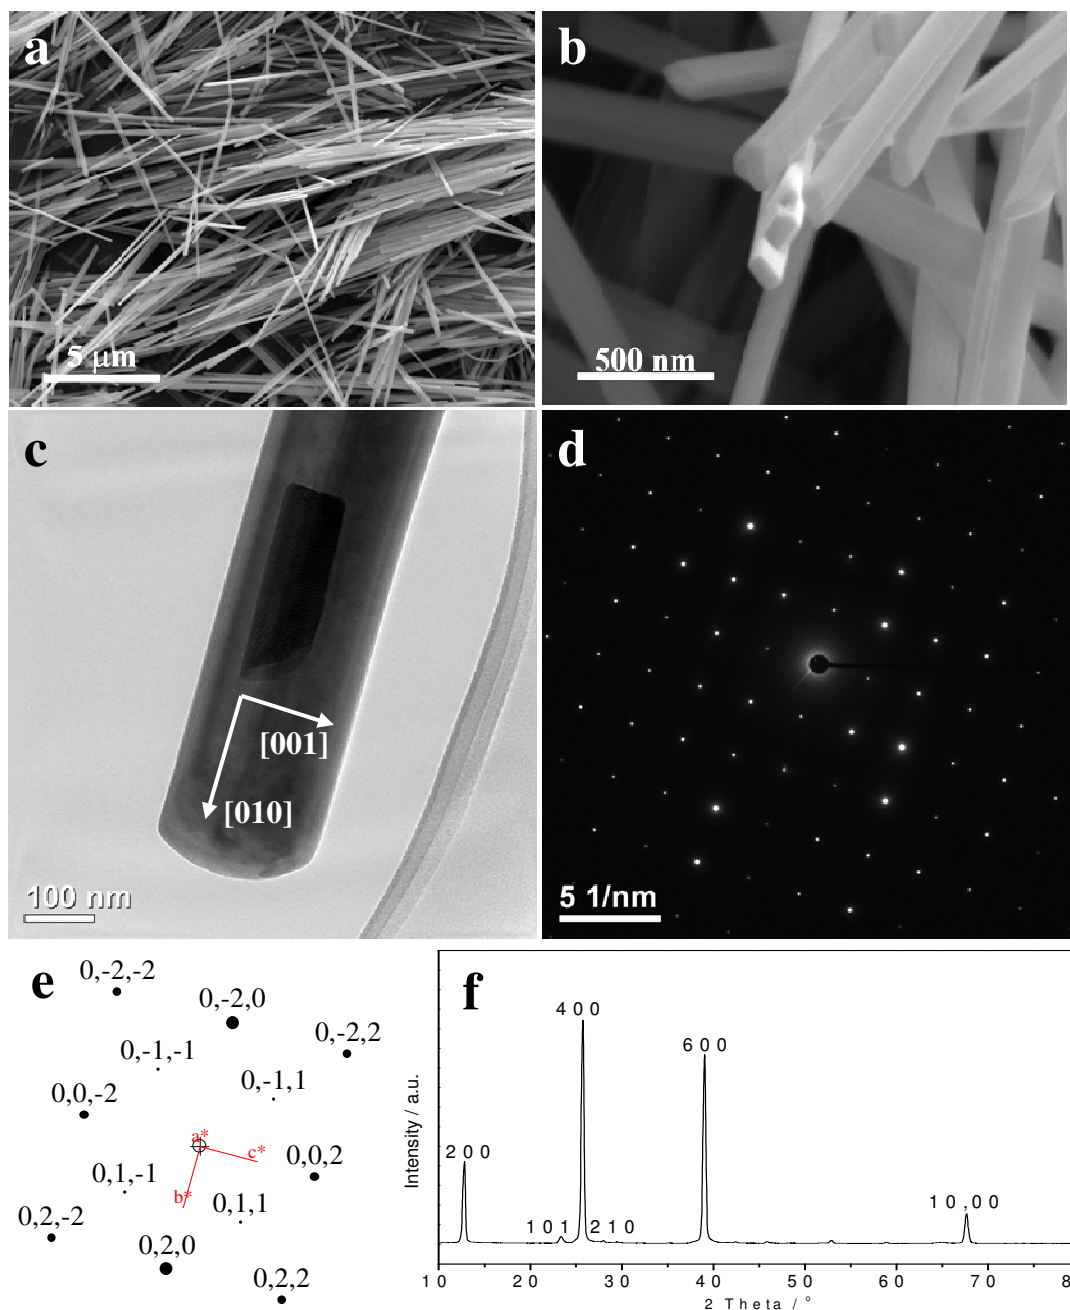 a
5 μm
b
500 nm
c
[001]
[010]
100 nm
d
5 1/nm
e
0,-2,-2
0,-2,0
0,-2,2
0,-1,-1
0,-1,1
0,0,-2
a*
c*
0,0,2
0,1,-1
b*
0,1,1
0,2,-2
0,2,0
0,2,2
f
400
600
200
101
210
10,00
Intensity / a.u.
10 20 30 40 50 60 70 8
2 Theta / °